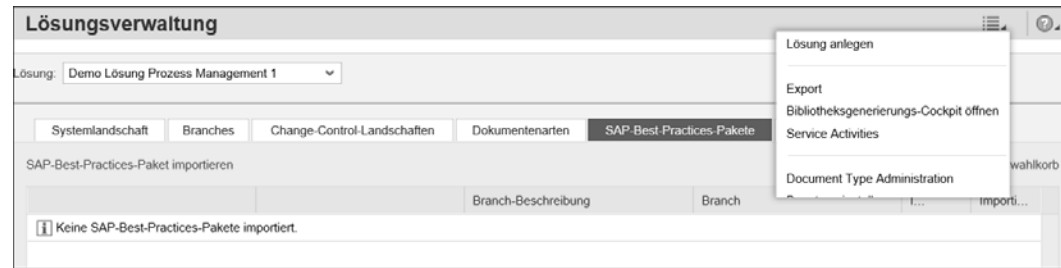 Lösungsverwaltung
Lösung: Demo Lösung Prozess Management 1
Lösung anlegen
Export
Bibliotheksgenerierungs-Cockpit öffnen
Service Activities
Document Type Administration
Systemlandschaft Branches Change-Control-Landschaften Dokumentenarten SAP-Best-Practices-Pakete
SAP-Best-Practices-Paket importieren wahlkorb
Branch-Beschreibung Branch I... Importi...
Keine SAP-Best-Practices-Pakete importiert.